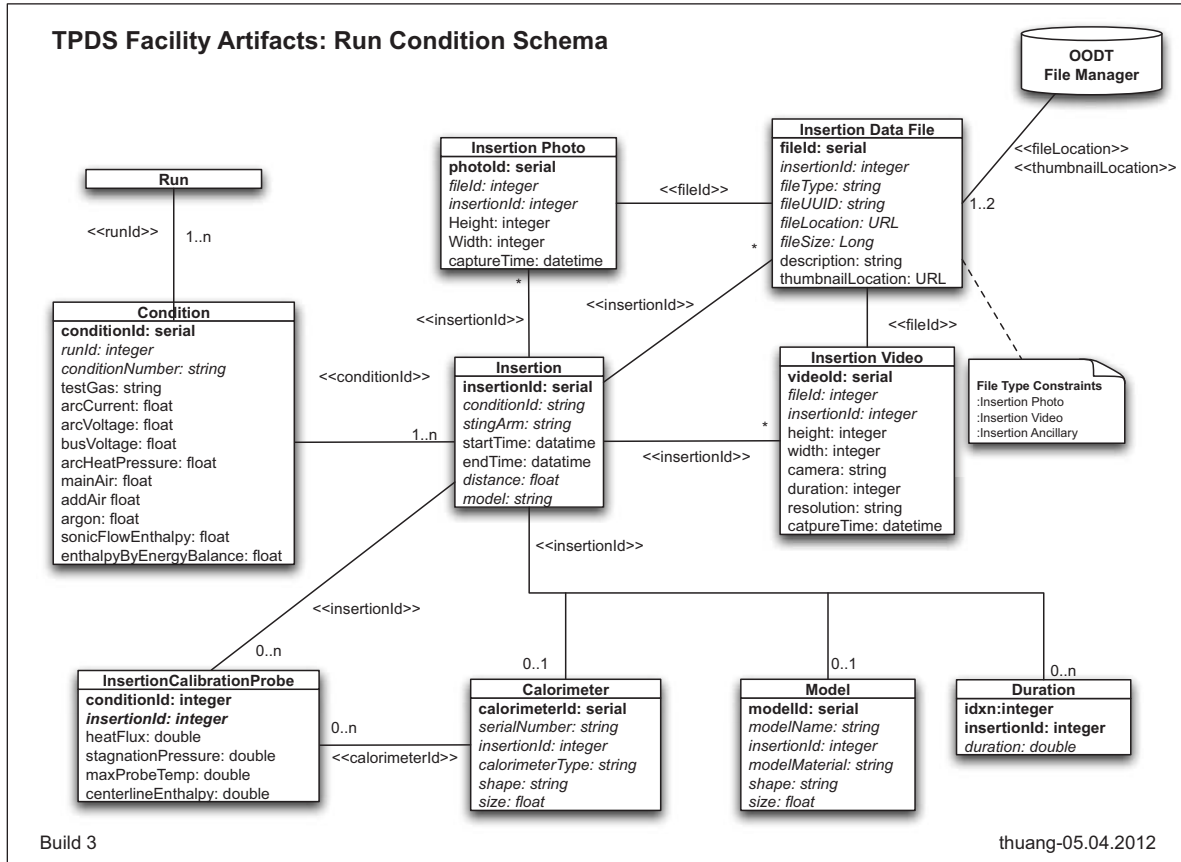 TPDS Facility Artifacts: Run Condition Schema
OODT
File Manager
<<fileLocation>>
<<thumbnailLocation>>
1..2
Insertion Data File
fileId: serial
insertionId: integer
fileType: string
fileUUID: string
fileLocation: URL
fileSize: Long
description: string
thumbnailLocation: URL
Insertion Photo
photoId: serial
fileId: integer
insertionId: integer
Height: integer
Width: integer
captureTime: datetime
<<fileId>>
Run
<<runId>>
1..n
*
*
<<insertionId>>
<<insertionId>>
<<fileId>>
Condition
conditionId: serial
runId: integer
conditionNumber: string
testGas: string
arcCurrent: float
arcVoltage: float
busVoltage: float
arcHeatPressure: float
mainAir: float
addAir float
argon: float
sonicFlowEnthalpy: float
enthalpyByEnergyBalance: float
<<conditionId>>
1..n
Insertion
insertionId: serial
conditionId: string
stingArm: string
startTime: datatime
endTime: datatime
distance: float
model: string
*
<<insertionId>>
Insertion Video
videoId: serial
fileId: integer
insertionId: integer
height: integer
width: integer
camera: string
duration: integer
resolution: string
catpureTime: datetime
File Type Constraints
:Insertion Photo
:Insertion Video
:Insertion Ancillary
<<insertionId>>
<<insertionId>>
0..n
0..1
0..1
0..n
InsertionCalibrationProbe
conditionId: integer
insertionId: integer
heatFlux: double
stagnationPressure: double
maxProbeTemp: double
centerlineEnthalpy: double
0..n
<<calorimeterId>>
Calorimeter
calorimeterId: serial
serialNumber: string
insertionId: integer
calorimeterType: string
shape: string
size: float
Model
modelId: serial
modelName: string
insertionId: integer
modelMaterial: string
shape: string
size: float
Duration
idxn:integer
insertionId: integer
duration: double
Build 3
thuang-05.04.2012